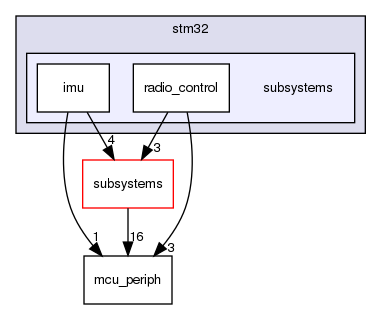 stm32
imu
radio_control
subsystems
4
3
subsystems
1
16
3
mcu_periph